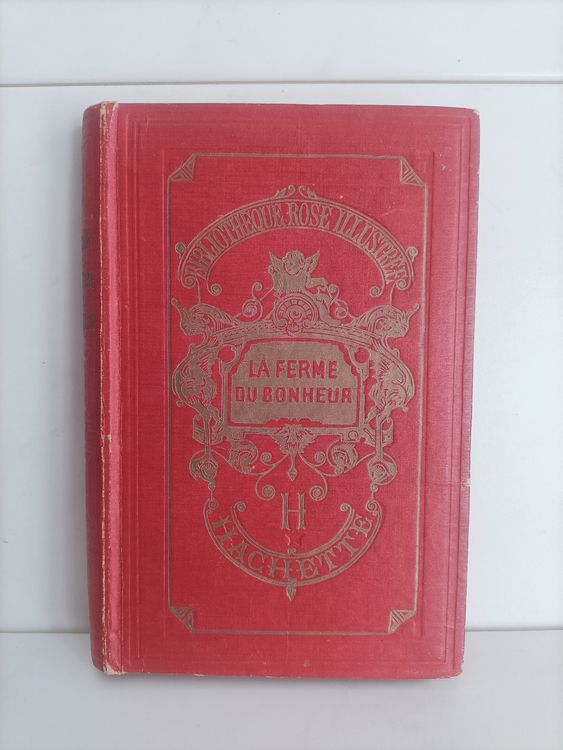 BIBLIOTHÈQUE ROSE ILLUSTRÉE
LA FERME
DU BONHEUR
H
HACHETTE